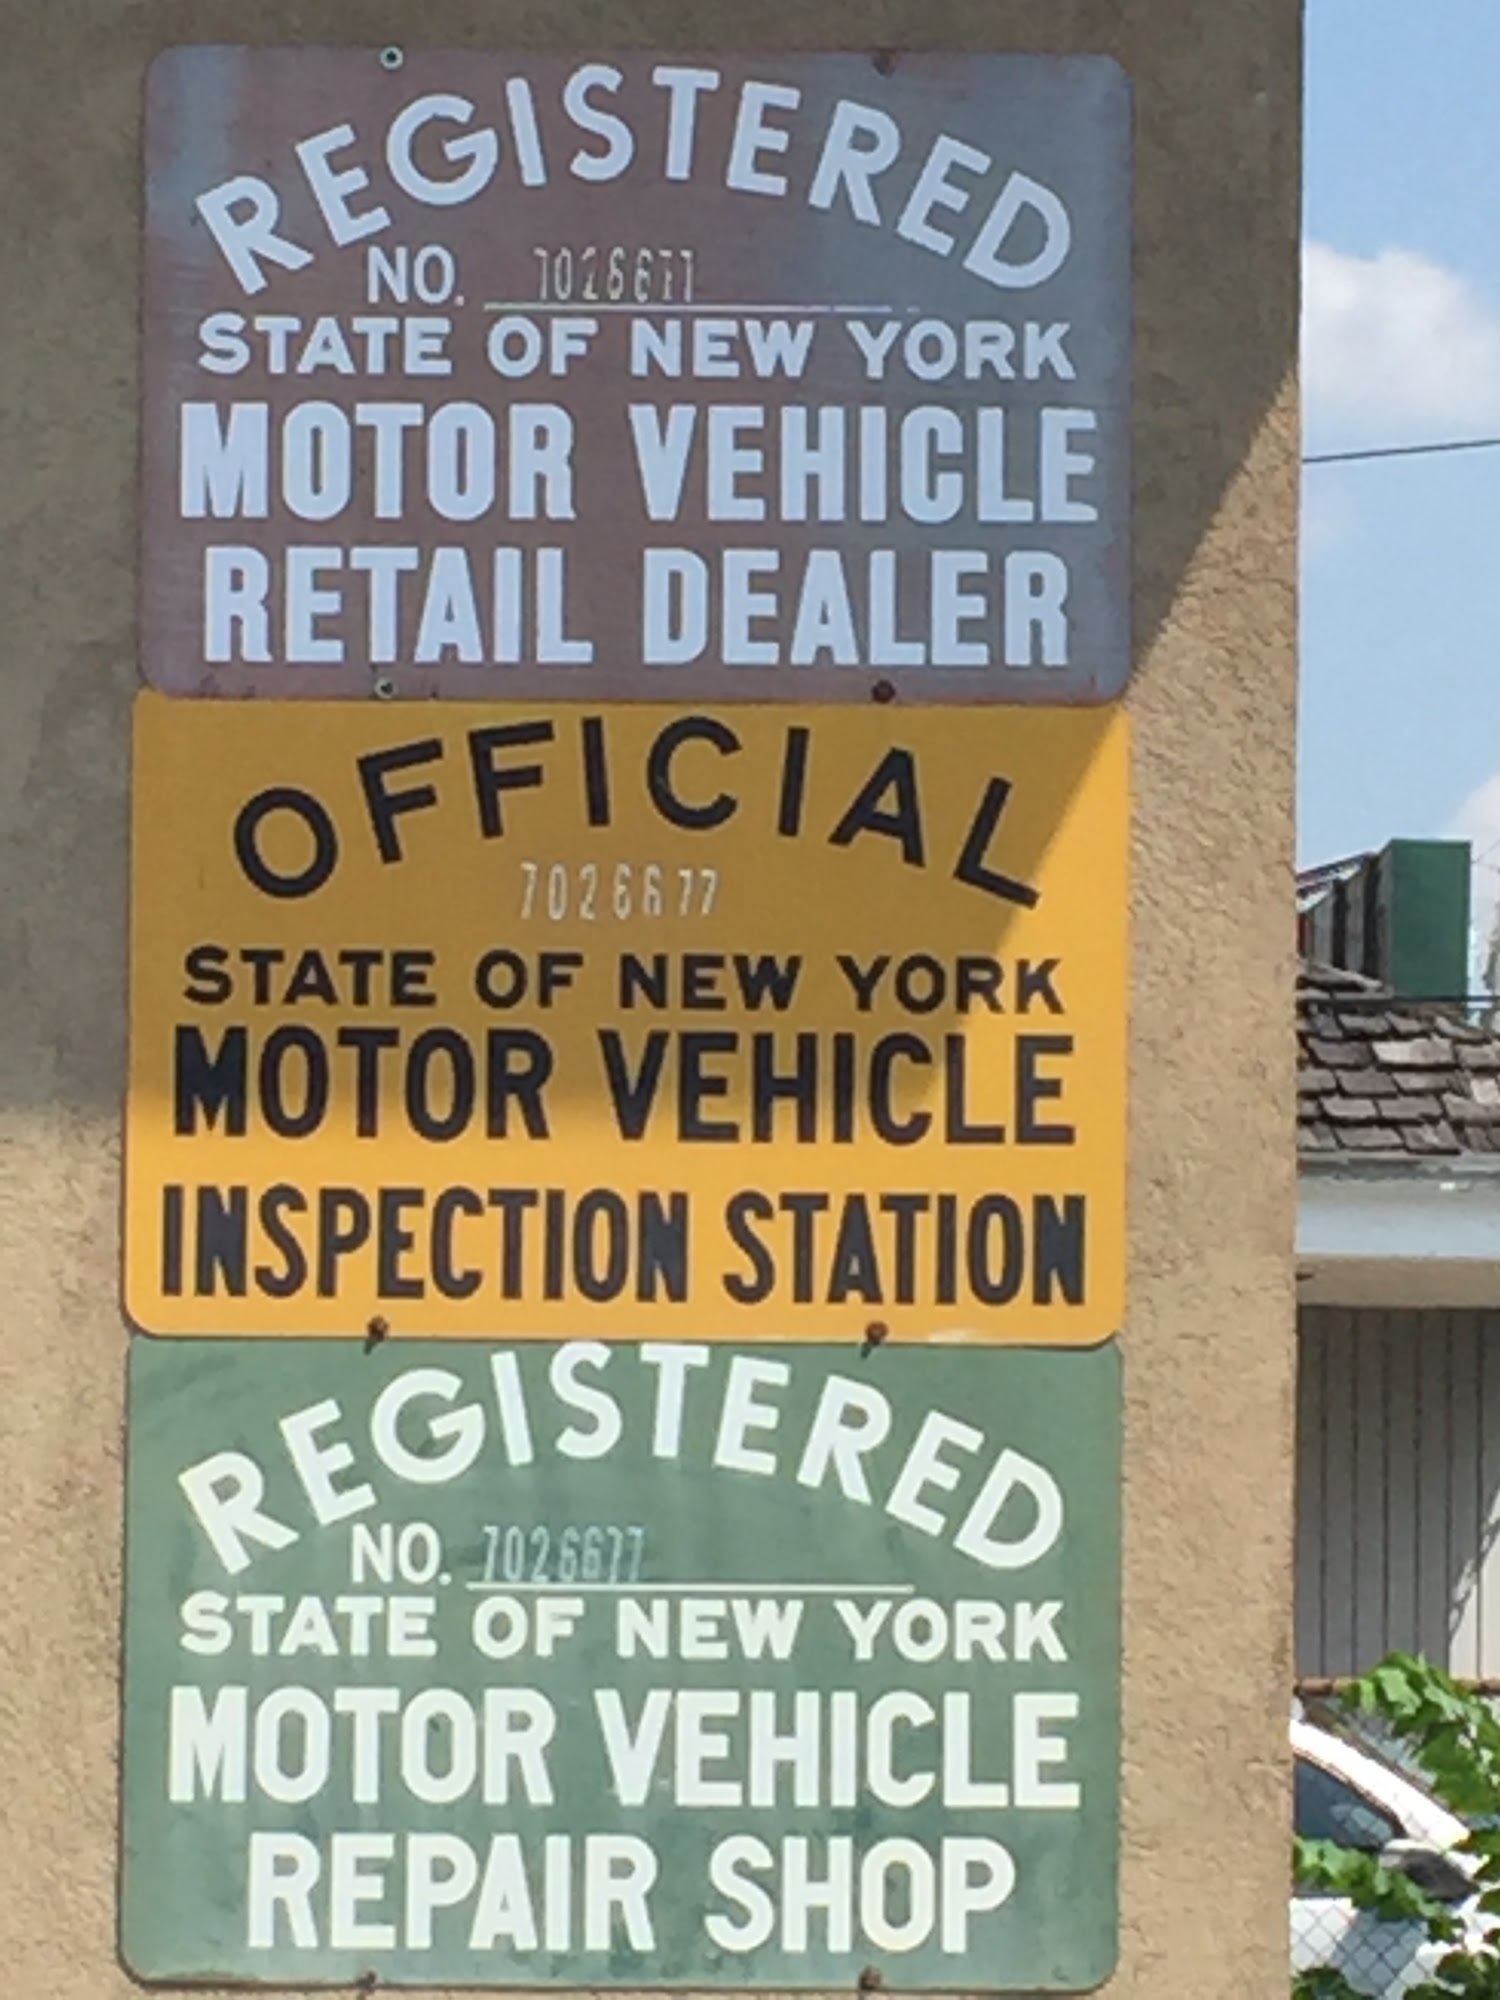 REGISTERED
NO. 7026677
STATE OF NEW YORK
MOTOR VEHICLE
RETAIL DEALER
OFFICIAL
7026677
STATE OF NEW YORK
MOTOR VEHICLE
INSPECTION STATION
REGISTERED
NO. 7026677
STATE OF NEW YORK
MOTOR VEHICLE
REPAIR SHOP